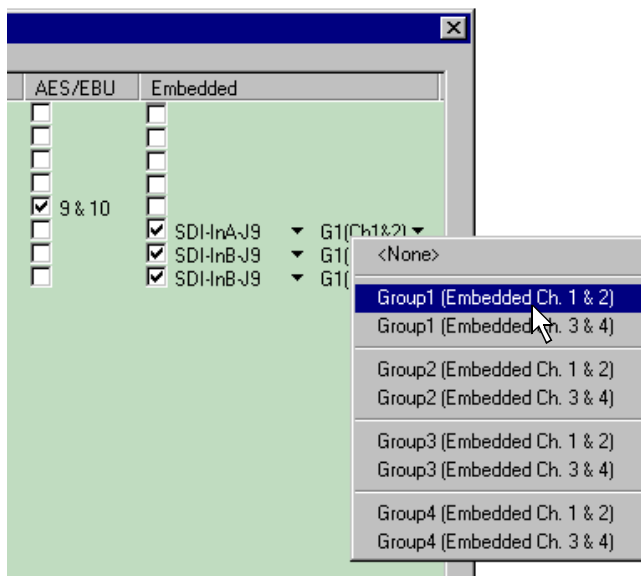 AES/EBU Embedded
9 & 10
SDI-InA-J9 G1(Ch1&2)
SDI-InB-J9 G1(
SDI-InB-J9 G1(
<None>
Group1 (Embedded Ch. 1 & 2)
Group1 (Embedded Ch. 3 & 4)
Group2 (Embedded Ch. 1 & 2)
Group2 (Embedded Ch. 3 & 4)
Group3 (Embedded Ch. 1 & 2)
Group3 (Embedded Ch. 3 & 4)
Group4 (Embedded Ch. 1 & 2)
Group4 (Embedded Ch. 3 & 4)